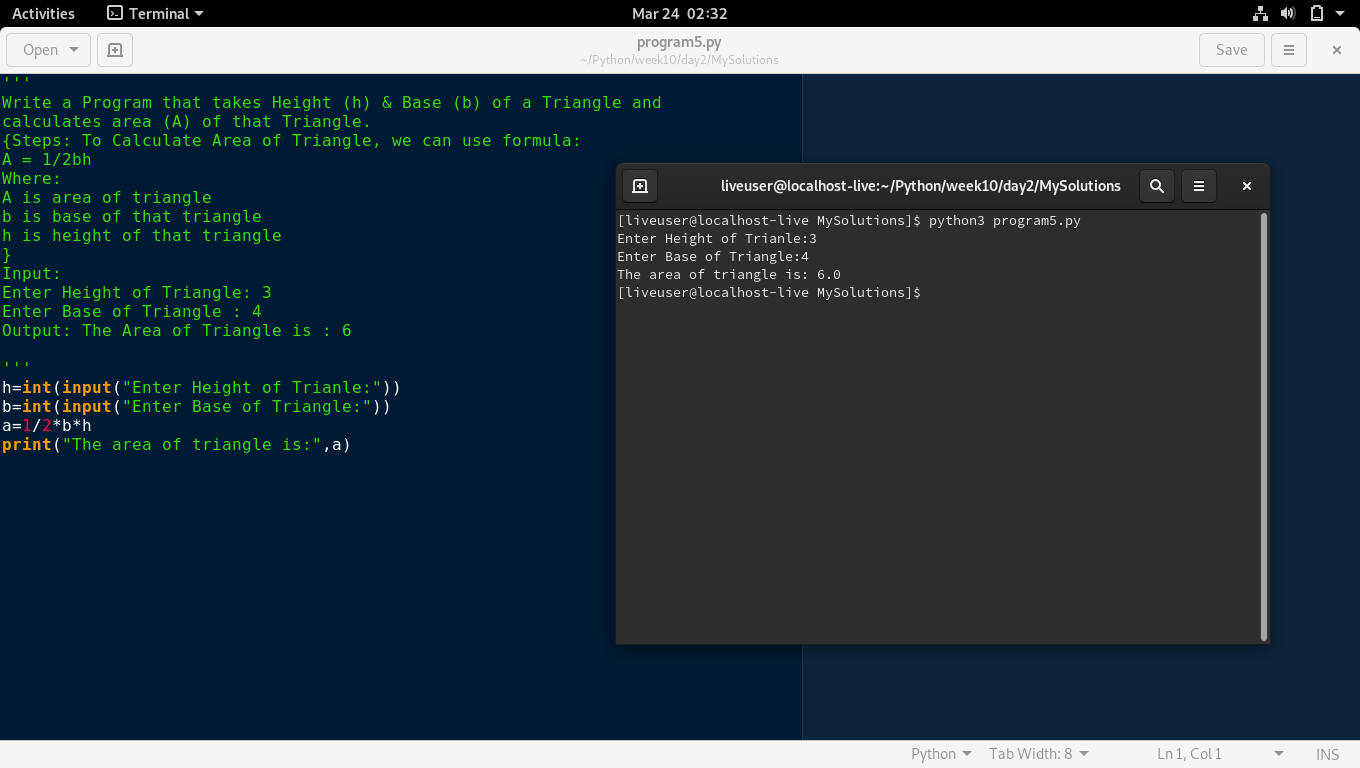 Activities Terminal Mar 24 02:32
Open program5.py Save
~/Python/week10/day2/MySolutions
'''
Write a Program that takes Height (h) & Base (b) of a Triangle and
calculates area (A) of that Triangle.
{Steps: To Calculate Area of Triangle, we can use formula:
A = 1/2bh
Where:
A is area of triangle
b is base of that triangle
h is height of that triangle
}
Input:
Enter Height of Triangle: 3
Enter Base of Triangle : 4
Output: The Area of Triangle is : 6
'''
h=int(input("Enter Height of Trianle:"))
b=int(input("Enter Base of Triangle:"))
a=1/2*b*h
print("The area of triangle is:",a)
liveuser@localhost-live:~/Python/week10/day2/MySolutions
[liveuser@localhost-live MySolutions]$ python3 program5.py
Enter Height of Trianle:3
Enter Base of Triangle:4
The area of triangle is: 6.0
[liveuser@localhost-live MySolutions]$
Python Tab Width: 8 Ln 1, Col 1 INS